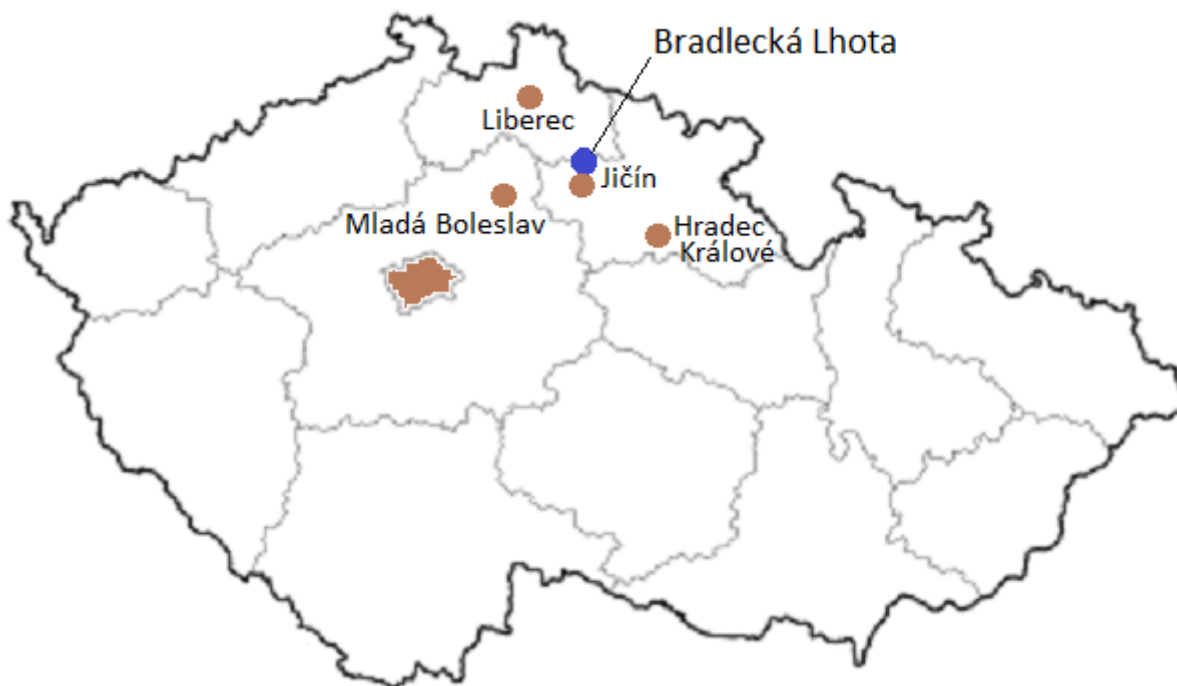 Bradlecká Lhota
Liberec
Jičín
Mladá Boleslav
Hradec
Králové